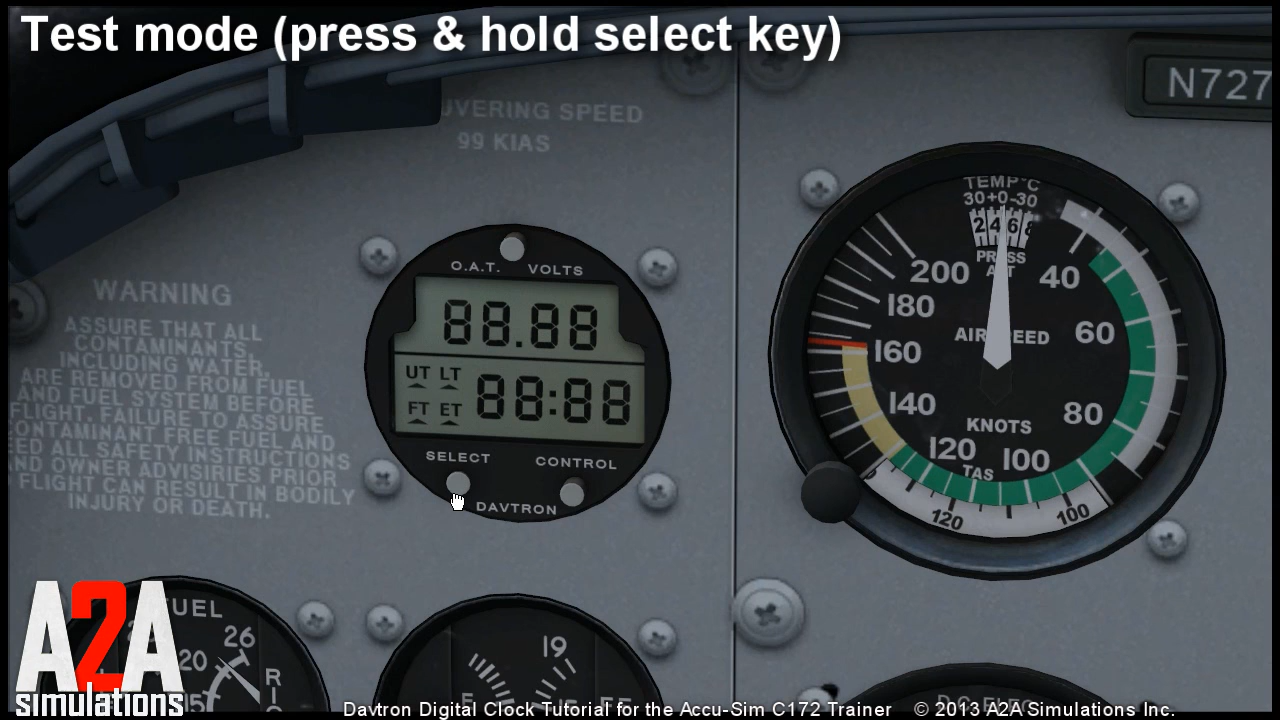 Test mode (press & hold select key)
N727
UVERING SPEED
99 KIAS
TEMP°C
30+0-30
2 4 6 8
PRESS
ALT
200
40
180
60
AIRSPEED
160
140
80
KNOTS
120
100
TAS
120
100
O.A.T. VOLTS
88.88
UT LT
88:88
FT ET
SELECT CONTROL
DAVTRON
WARNING
ASSURE THAT ALL
CONTAMINANTS,
INCLUDING WATER,
ARE REMOVED FROM FUEL
AND FUEL SYSTEM BEFORE
FLIGHT. FAILURE TO ASSURE
CONTAMINANT FREE FUEL AND
EED ALL SAFETY INSTRUCTIONS
AND OWNER ADVISIRIES PRIOR
FLIGHT CAN RESULT IN BODILY
INJURY OR DEATH.
FUEL
26
20
15
19
A2A
simulations
Davtron Digital Clock Tutorial for the Accu-Sim C172 Trainer © 2013 A2A Simulations Inc.